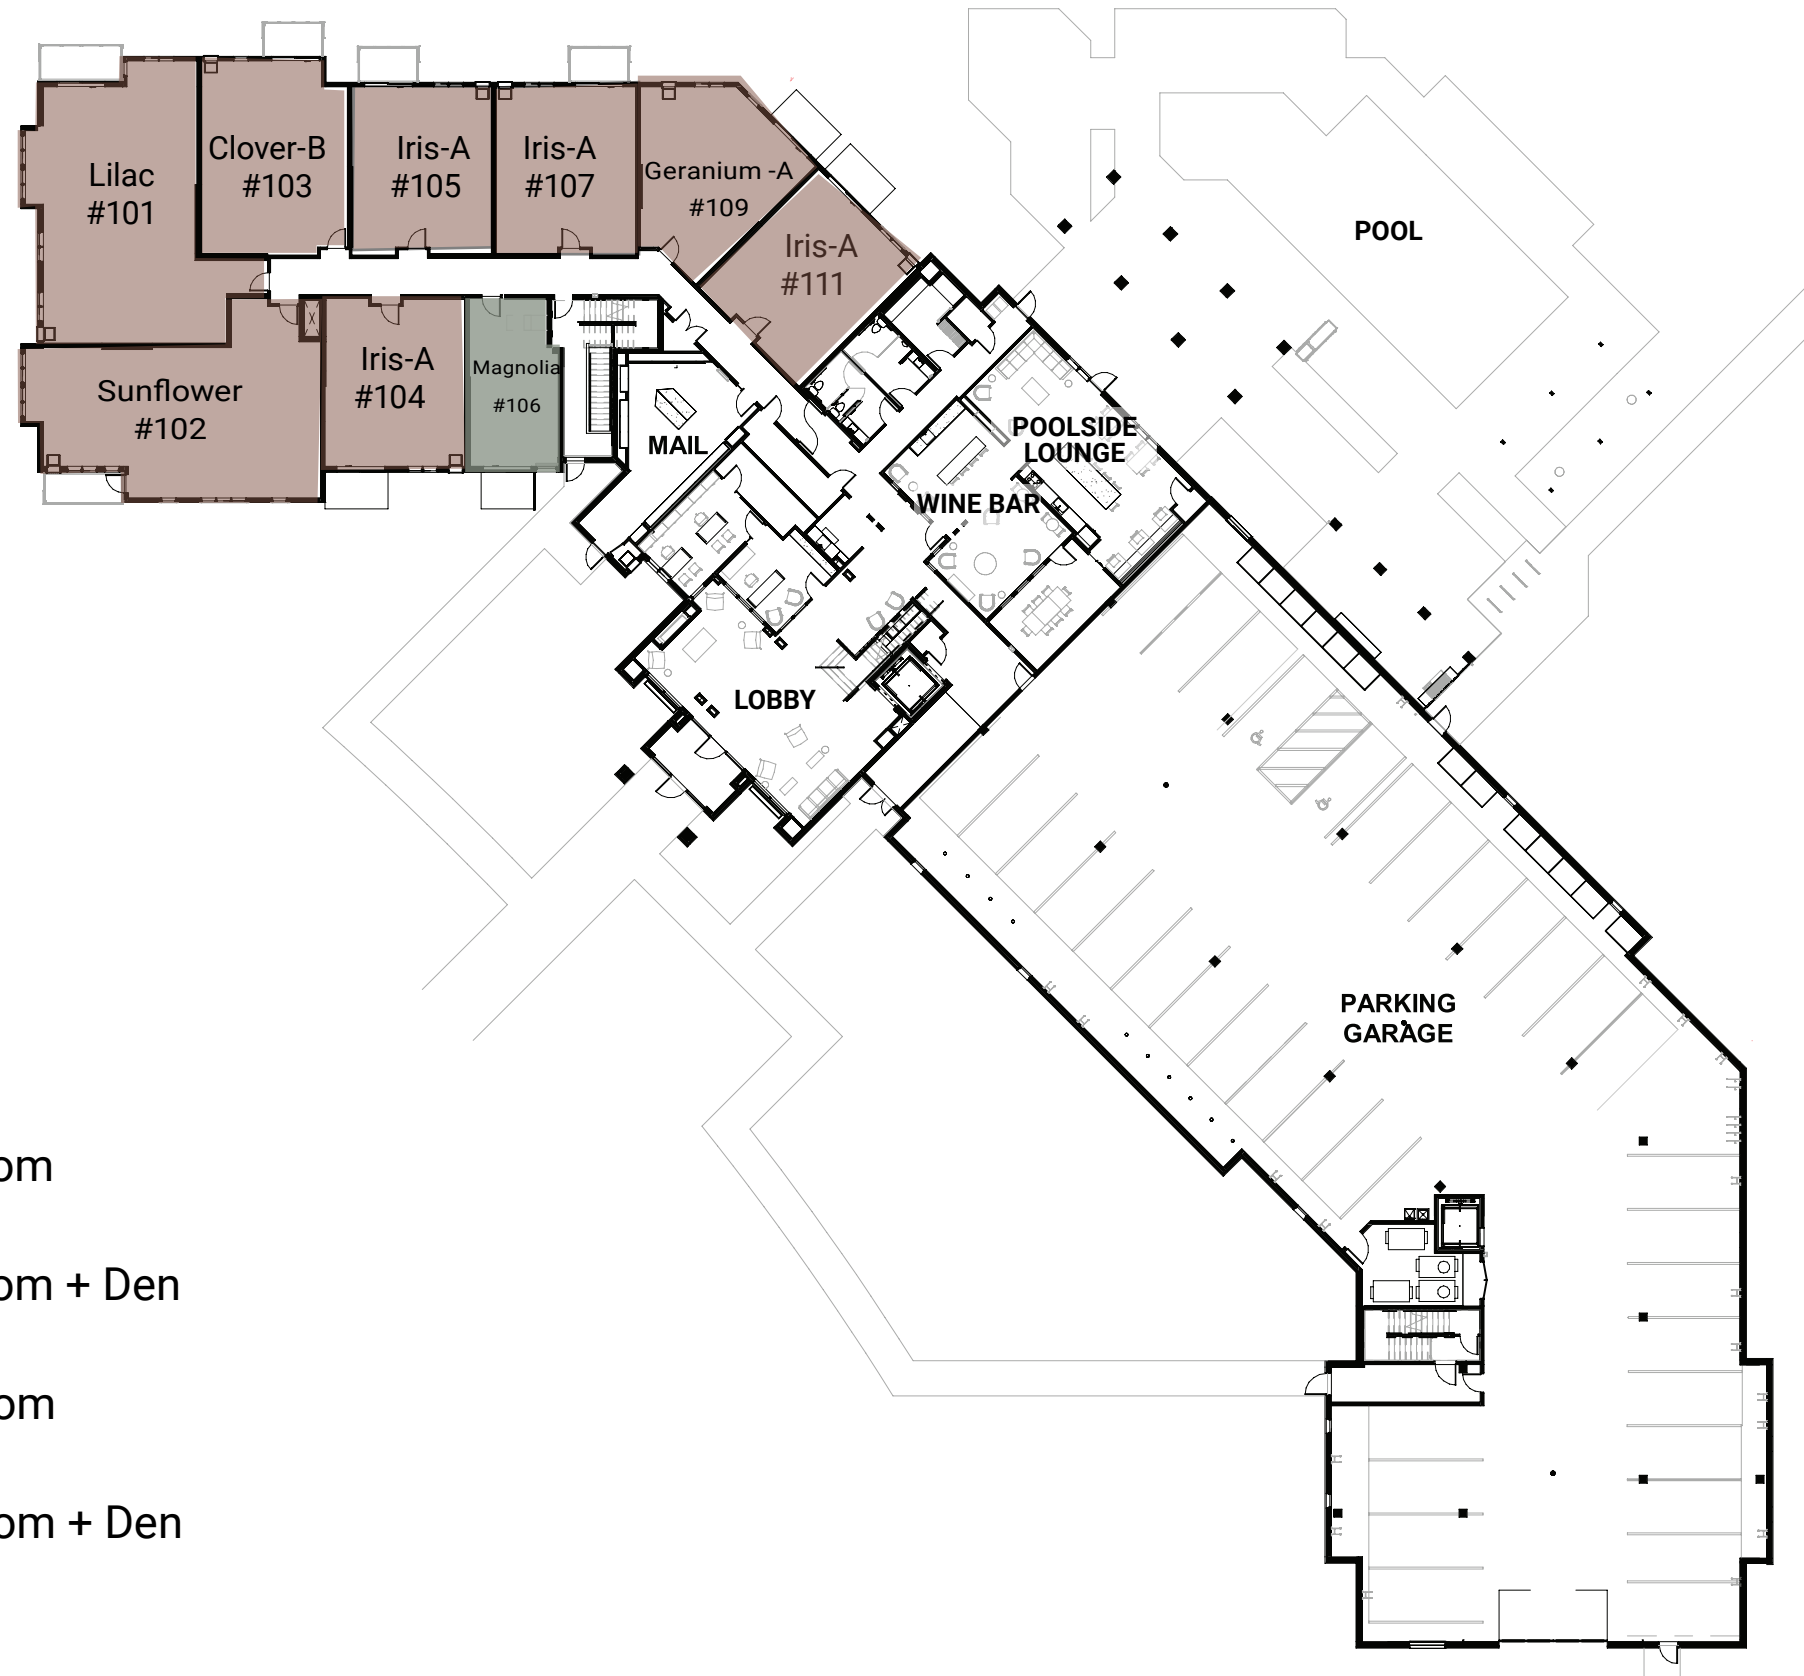 Lilac
#101
Clover-B
#103
Iris-A
#105
Iris-A
#107
Geranium -A
#109
Iris-A
#111
Sunflower
#102
Iris-A
#104
Magnolia
#106
MAIL
POOL
POOLSIDE
LOUNGE
WINE BAR
LOBBY
PARKING
GARAGE
om
om + Den
om
om + Den